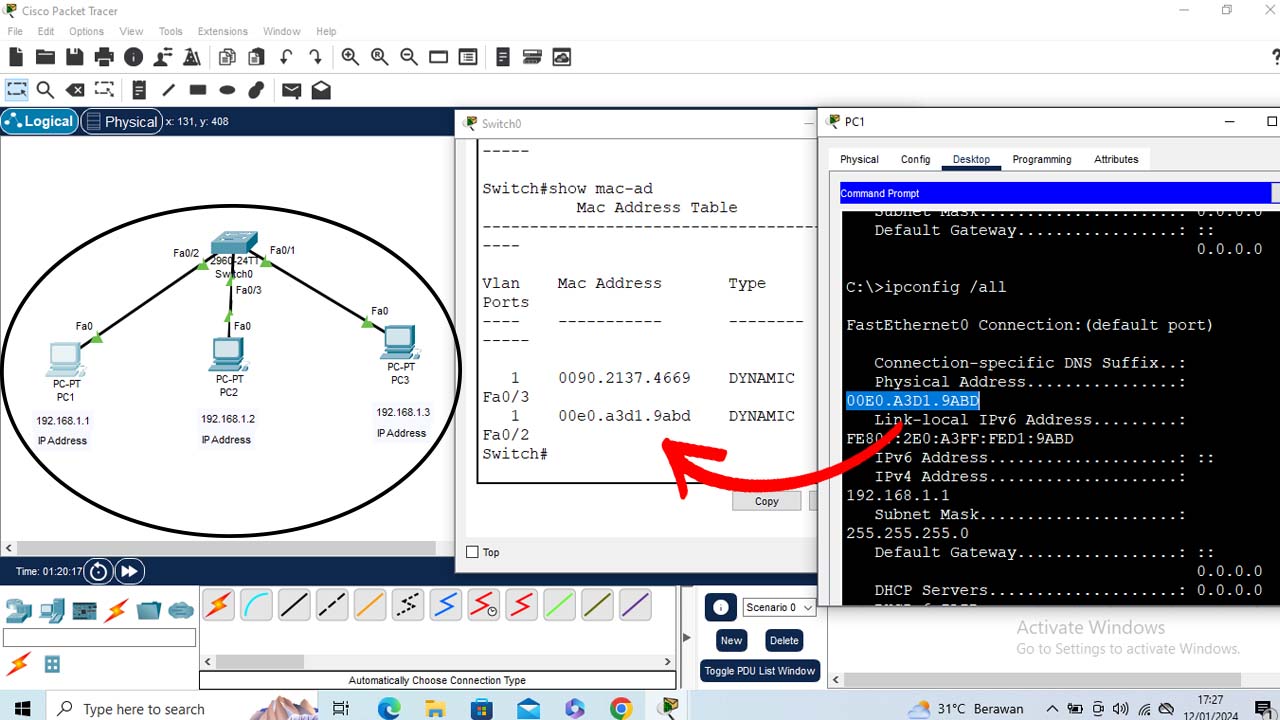 Cisco Packet Tracer
File Edit Options View Tools Extensions Window Help
Logical Physical x: 131, y: 408
Fa0/2
Fa0/1
2960-24TT
Switch0
Fa0/3
Fa0
Fa0
Fa0
PC-PT
PC1
PC-PT
PC2
PC-PT
PC3
192.168.1.1
IP Address
192.168.1.2
IP Address
192.168.1.3
IP Address
Switch0
-----
Switch#show mac-ad
Mac Address Table
------------------------------------
----
Vlan Mac Address Type
Ports
---- ----------- --------
-----
1 0090.2137.4669 DYNAMIC
Fa0/3
1 00e0.a3d1.9abd DYNAMIC
Fa0/2
Switch#
Copy
Top
PC1
Physical Config Desktop Programming Attributes
Command Prompt
Subnet Mask.....................: 0.0.0.0
Default Gateway.................: ::
0.0.0.0
C:\>ipconfig /all
FastEthernet0 Connection:(default port)
Connection-specific DNS Suffix..:
Physical Address................:
00E0.A3D1.9ABD
Link-local IPv6 Address.........:
FE80::2E0:A3FF:FED1:9ABD
IPv6 Address....................: ::
IPv4 Address....................:
192.168.1.1
Subnet Mask.....................:
255.255.255.0
Default Gateway.................: ::
0.0.0.0
DHCP Servers....................: 0.0.0.0
Time: 01:20:17
Scenario 0
New Delete
Toggle PDU List Window
Automatically Choose Connection Type
Activate Windows
Go to Settings to activate Windows.
Type here to search
31°C Berawan
17:27
12/01/2024